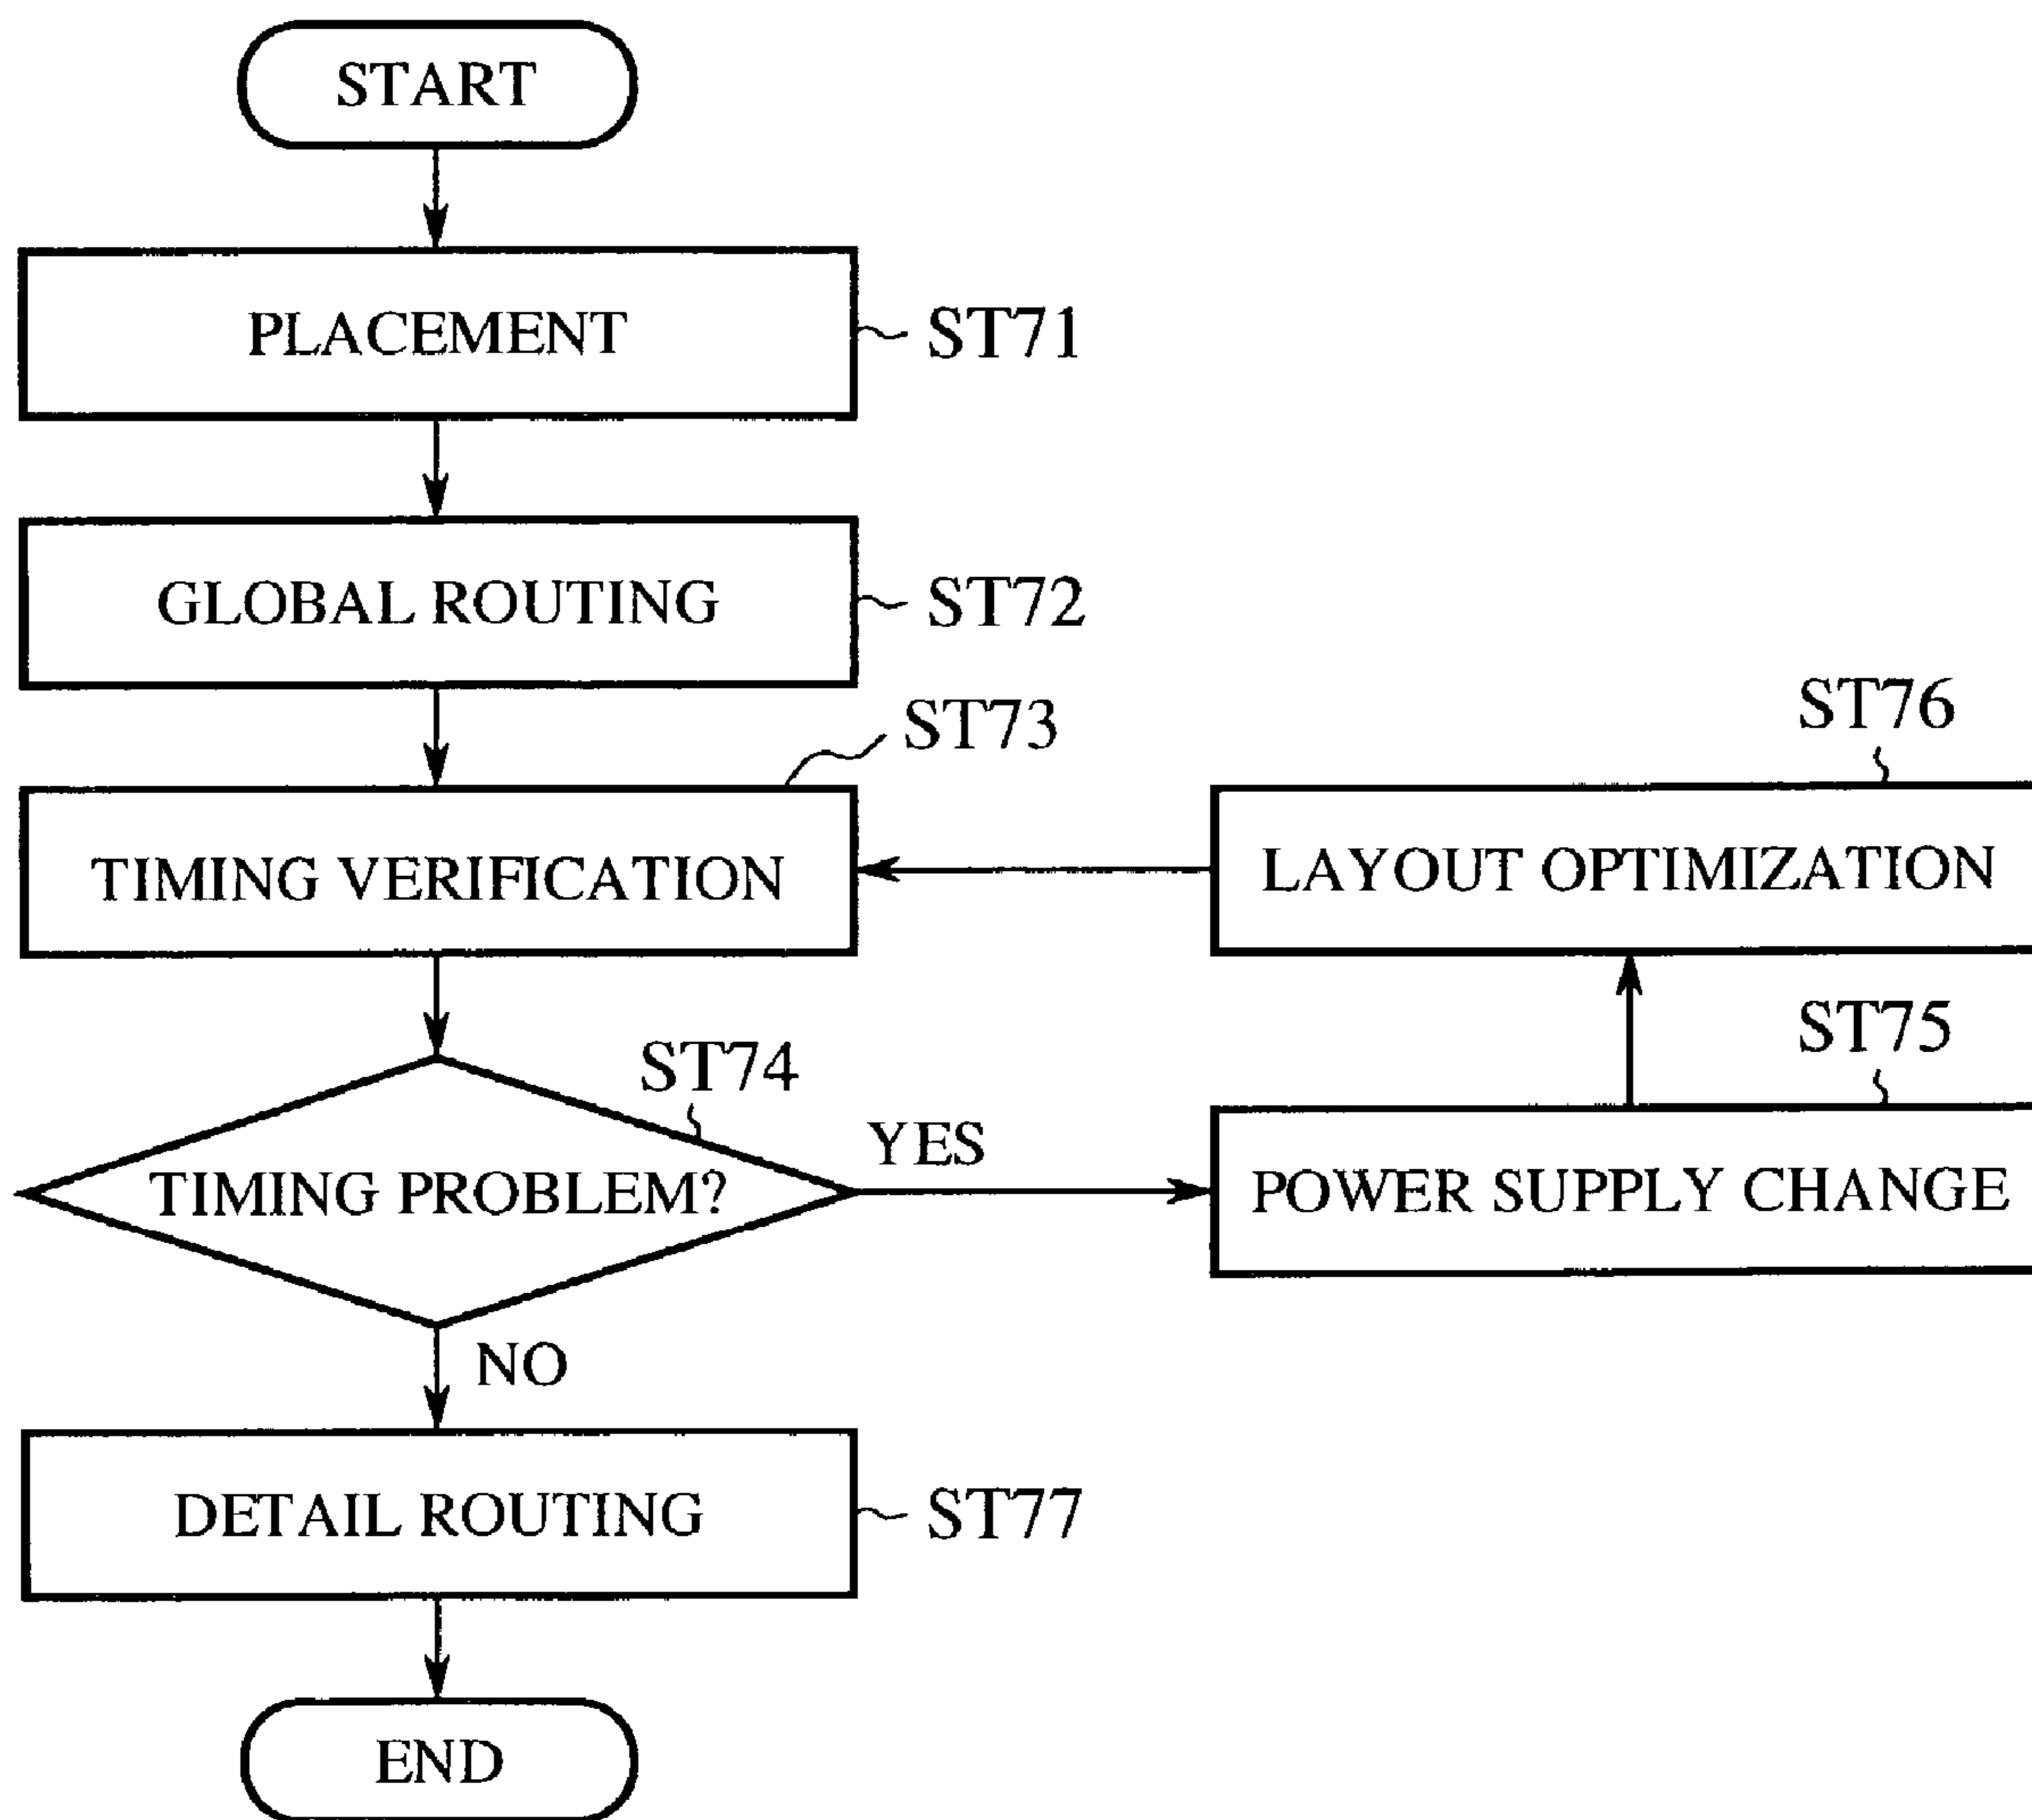 START
PLACEMENT
ST71
GLOBAL ROUTING
ST72
ST73
TIMING VERIFICATION
ST76
LAYOUT OPTIMIZATION
ST74
TIMING PROBLEM?
YES
ST75
POWER SUPPLY CHANGE
NO
DETAIL ROUTING
ST77
END